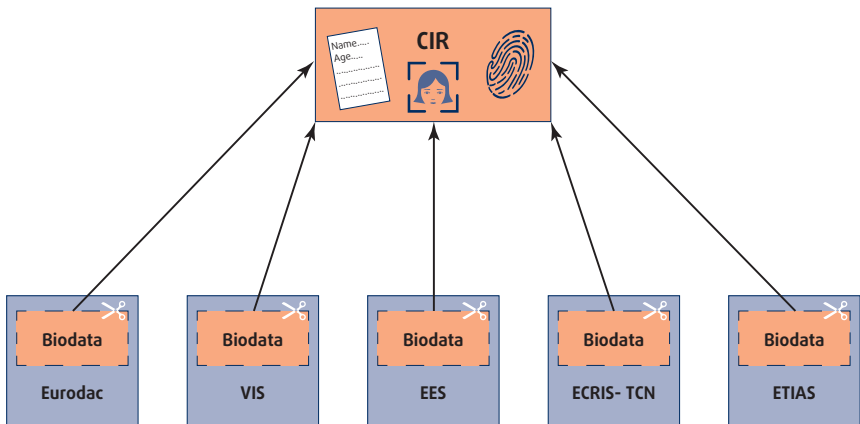 CIR
Name.....
Age.....
Biodata
Biodata
Biodata
Biodata
Biodata
Eurodac
VIS
EES
ECRIS- TCN
ETIAS